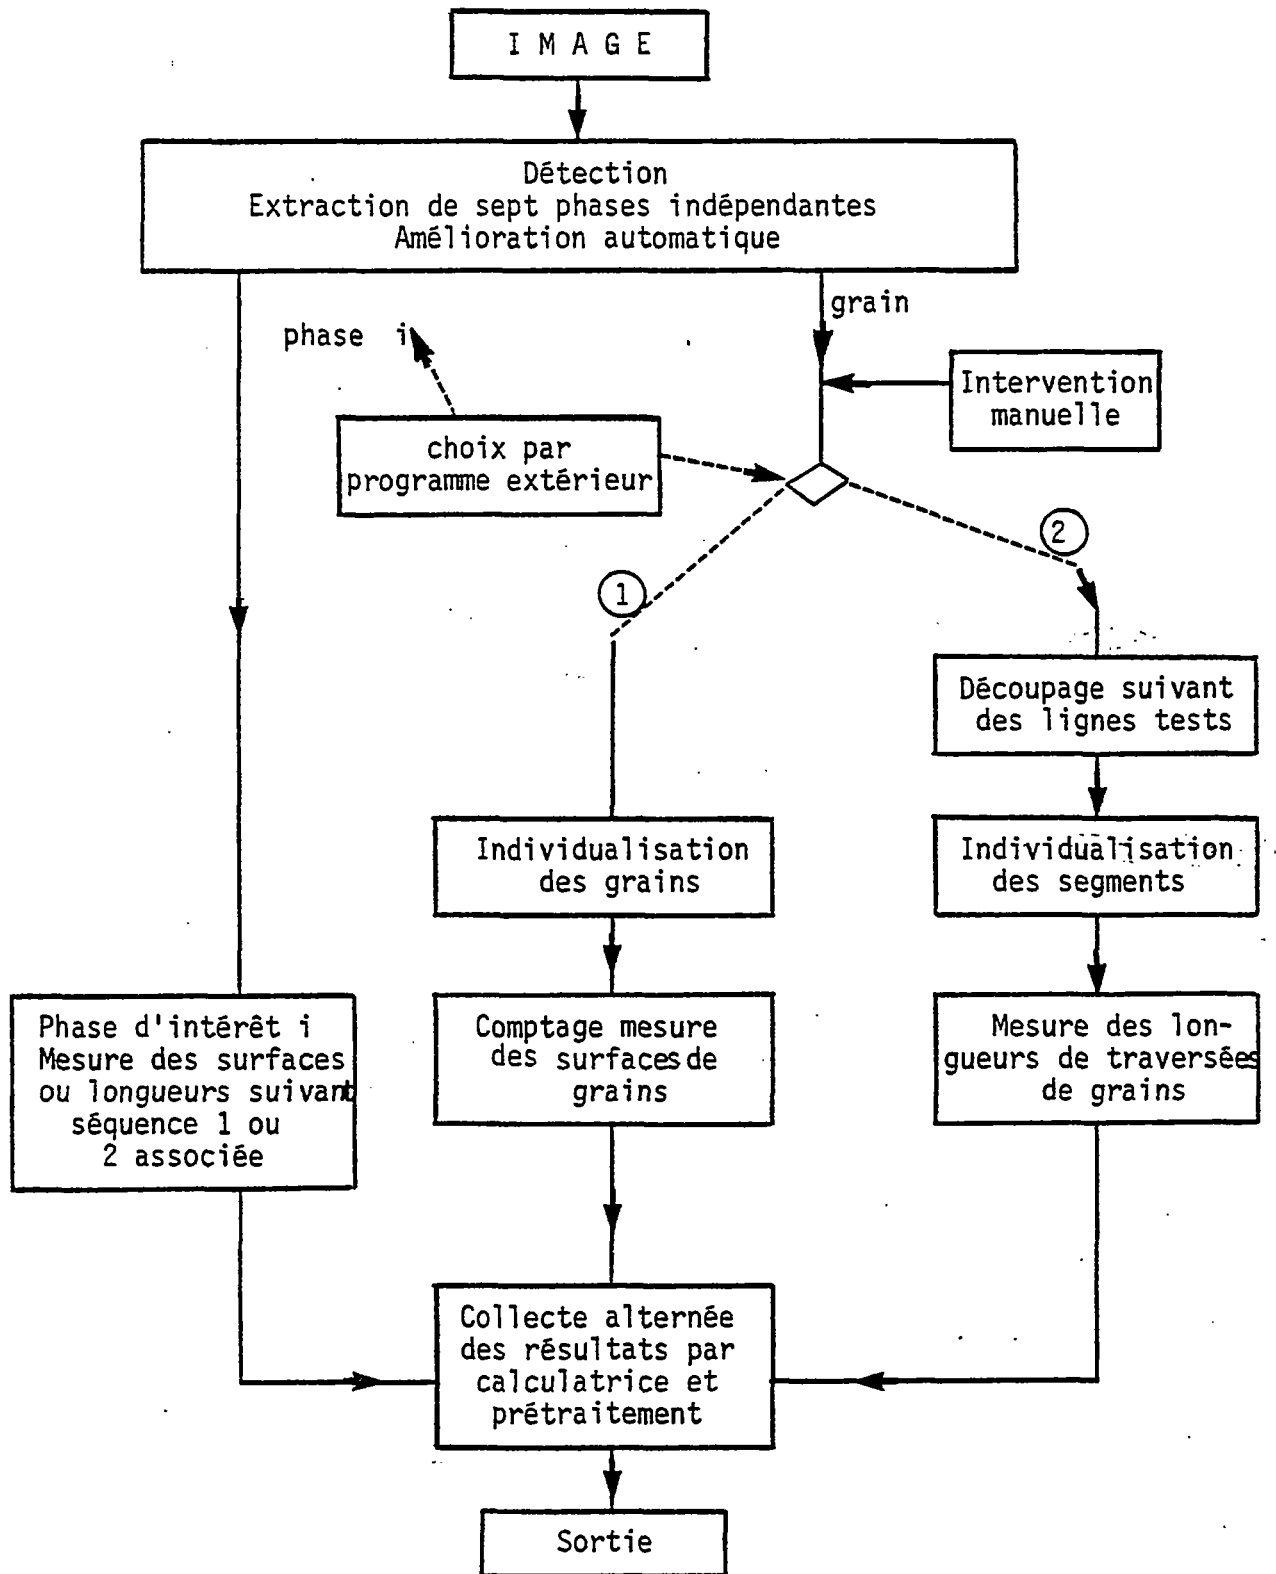 I M A G E
Détection
Extraction de sept phases indépendantes
Amélioration automatique
grain
phase i
Intervention
manuelle
choix par
programme extérieur
2
1
Découpage suivant
des lignes tests
Individualisation
des grains
Individualisation
des segments
Phase d'intérêt i
Mesure des surfaces
ou longueurs suivant
séquence 1 ou
2 associée
Comptage mesure
des surfaces de
grains
Mesure des lon-
gueurs de traversées
de grains
Collecte alternée
des résultats par
calculatrice et
prétraitement
Sortie